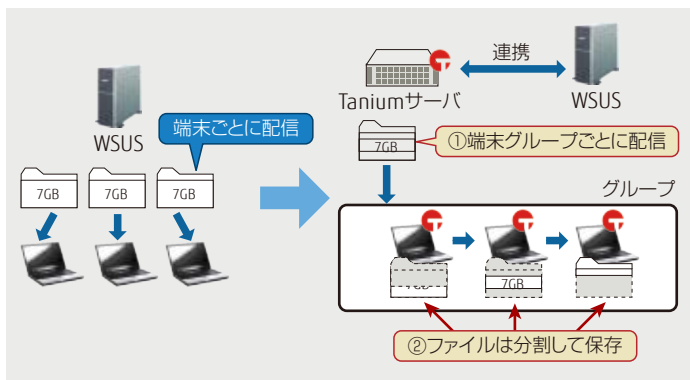 WSUS
端末ごとに配信
7GB
7GB
7GB
連携
Taniumサーバ
WSUS
7GB
①端末グループごとに配信
グループ
7GB
7GB
②ファイルは分割して保存